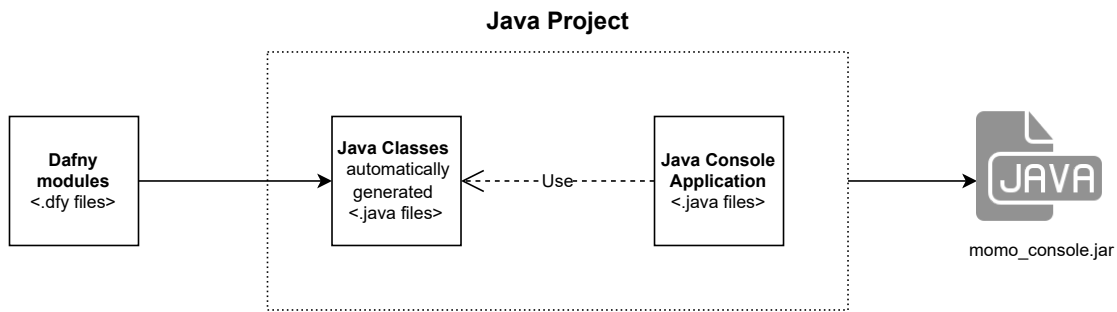 Java Project
Dafny
modules
<.dfy files>
Java Classes
automatically
generated
<.java files>
Use
Java Console
Application
<.java files>
JAVA
momo_console.jar